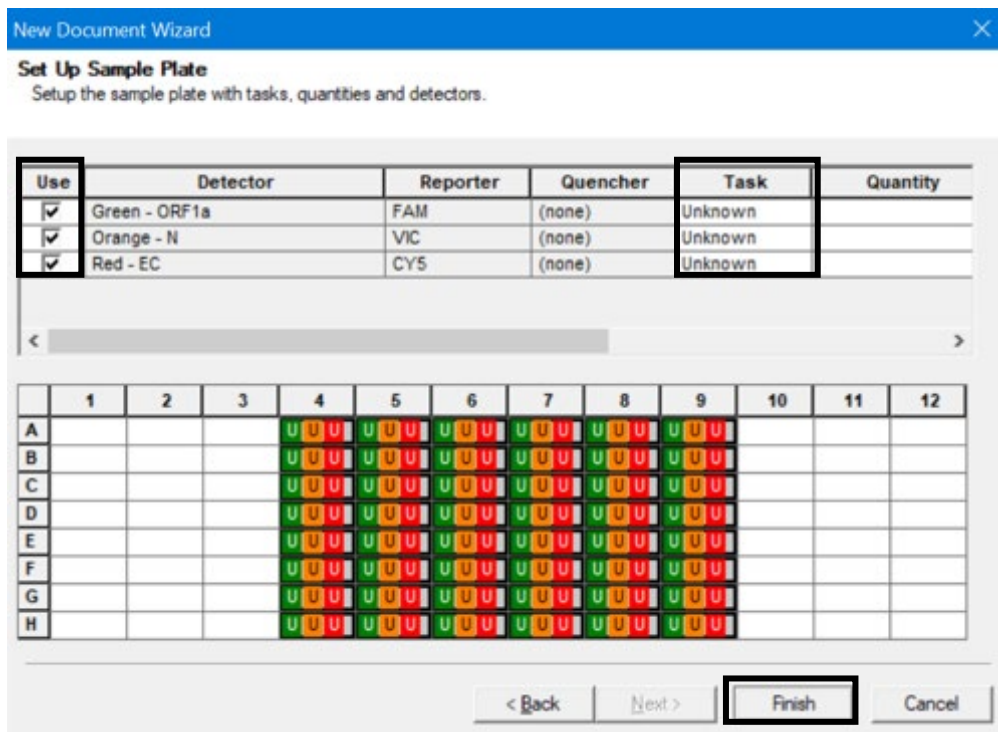 New Document Wizard
Set Up Sample Plate
Setup the sample plate with tasks, quantities and detectors.
Use Detector Reporter Quencher Task Quantity
Green - ORF1a FAM (none) Unknown
Orange - N VIC (none) Unknown
Red - EC CY5 (none) Unknown
1 2 3 4 5 6 7 8 9 10 11 12
A U U U U U U U U U U U U U U U U U U
B U U U U U U U U U U U U U U U U U U
C U U U U U U U U U U U U U U U U U U
D U U U U U U U U U U U U U U U U U U
E U U U U U U U U U U U U U U U U U U
F U U U U U U U U U U U U U U U U U U
G U U U U U U U U U U U U U U U U U U
H U U U U U U U U U U U U U U U U U U
< Back Next > Finish Cancel